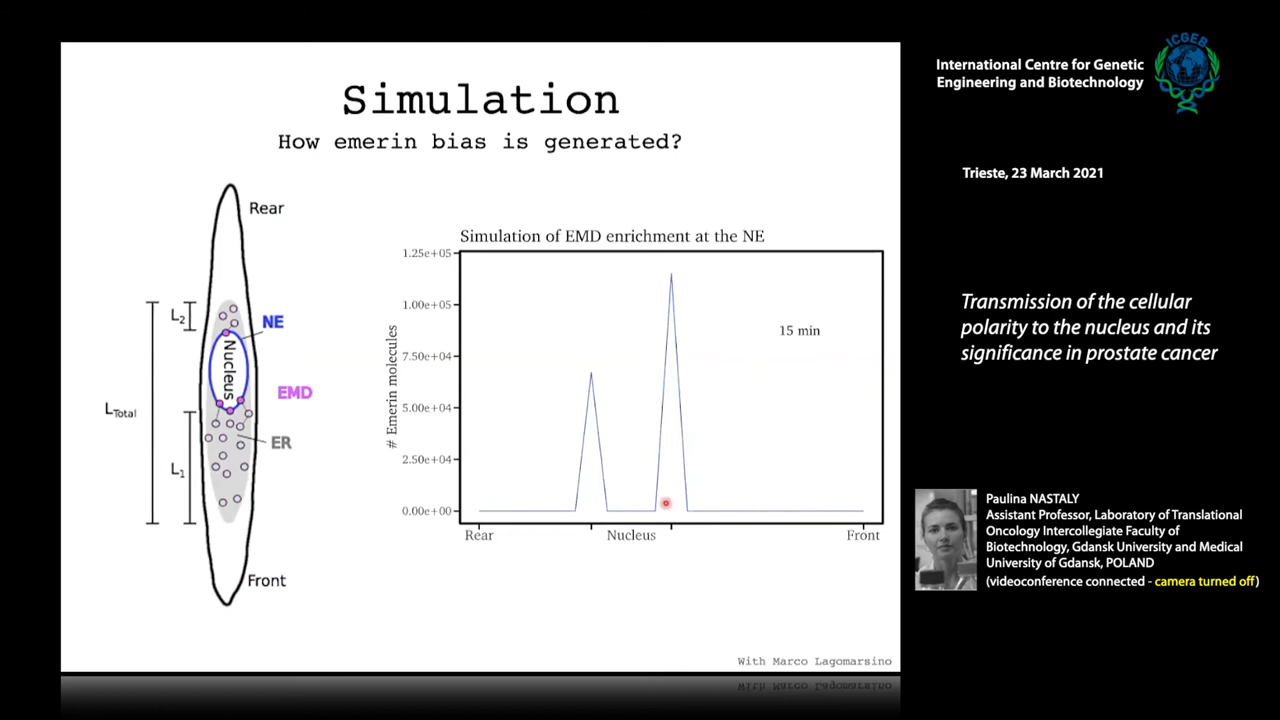 Simulation
How emerin bias is generated?
Rear
L2
NE
Nucleus
EMD
LTotal
ER
L1
Front
Simulation of EMD enrichment at the NE
# Emerin molecules
1.25e+05
1.00e+05
7.50e+04
5.00e+04
2.50e+04
0.00e+00
15 min
Rear
Nucleus
Front
With Marco Lagomarsino
International Centre for Genetic
Engineering and Biotechnology
ICGEB
Trieste, 23 March 2021
Transmission of the cellular
polarity to the nucleus and its
significance in prostate cancer
Paulina NASTALY
Assistant Professor, Laboratory of Translational
Oncology Intercollegiate Faculty of
Biotechnology, Gdansk University and Medical
University of Gdansk, POLAND
(videoconference connected - camera turned off)